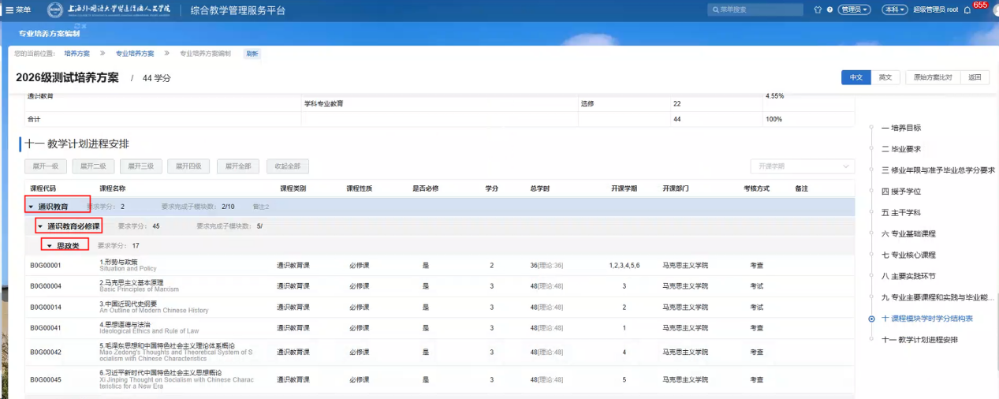 菜单
综合教学管理服务平台
菜单搜索
管理员
本科
超级管理员 root
655
专业培养方案编制
您的当前位置: 培养方案 >> 专业培养方案 >> 专业培养方案编制 刷新
2026级测试培养方案 / 44 学分
中文 英文 原始方案比对 返回
通识教育 4.55%
学科专业教育 选修 22
合计 44 100%
十一 教学计划进程安排
展开一级 展开二级 展开三级 展开四级 展开全部 收起全部
开课学期
课程代码 课程名称 课程类别 课程性质 是否必修 学分 总学时 开课学期 开课部门 考核方式 备注
通识教育 要求学分: 2 要求完成子模块数: 2/10 备注2
通识教育必修课 要求学分: 45 要求完成子模块数: 5/
思政类 要求学分: 17
B0G00001 1.形势与政策 通识教育课 必修课 是 2 36[理论:36] 1,2,3,4,5,6 马克思主义学院 考查
Situation and Policy
B0G00004 2.马克思主义基本原理 通识教育课 必修课 是 3 48[理论:48] 3 马克思主义学院 考试
Basic Principles of Marxism
B0G00014 3.中国近现代史纲要 通识教育课 必修课 是 3 48[理论:48] 2 马克思主义学院 考试
An Outline of Modern Chinese History
B0G00041 4.思想道德与法治 通识教育课 必修课 是 3 48[理论:48] 1 马克思主义学院 考查
Ideological Ethics and Rule of Law
B0G00042 5.毛泽东思想和中国特色社会主义理论体系概论 通识教育课 必修课 是 3 48[理论:48] 4 马克思主义学院 考查
Mao Zedong's Thoughts and Theoretical System of S
ocialism with Chinese Characteristics
B0G00045 6.习近平新时代中国特色社会主义思想概论 通识教育课 必修课 是 3 48[理论:48] 5 马克思主义学院 考查
Xi Jinping Thought on Socialism with Chinese Charac
teristics for a New Era
一 培养目标
二 毕业要求
三 修业年限与准予毕业总学分要求
四 授予学位
五 主干学科
六 专业基础课程
七 专业核心课程
八 主要实践环节
九 专业主要课程和实践与毕业能...
十 课程模块学时学分结构表
十一 教学计划进程安排